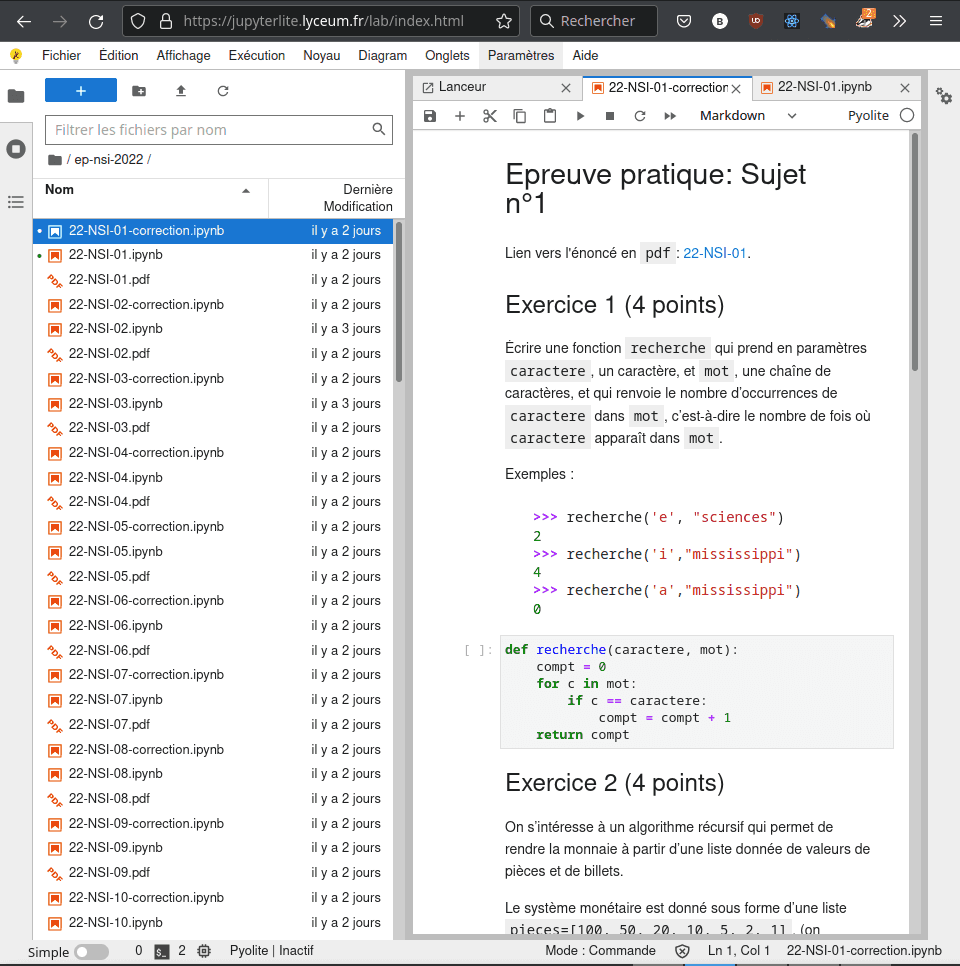 https://jupyterlite.lyceum.fr/lab/index.html
Rechercher
B
2
Fichier Édition Affichage Exécution Noyau Diagram Onglets Paramètres Aide
+
Filtrer les fichiers par nom
/ ep-nsi-2022 /
Nom
Dernière
Modification
22-NSI-01-correction.ipynb il y a 2 jours
22-NSI-01.ipynb il y a 2 jours
22-NSI-01.pdf il y a 2 jours
22-NSI-02-correction.ipynb il y a 2 jours
22-NSI-02.ipynb il y a 3 jours
22-NSI-02.pdf il y a 2 jours
22-NSI-03-correction.ipynb il y a 2 jours
22-NSI-03.ipynb il y a 3 jours
22-NSI-03.pdf il y a 2 jours
22-NSI-04-correction.ipynb il y a 2 jours
22-NSI-04.ipynb il y a 2 jours
22-NSI-04.pdf il y a 2 jours
22-NSI-05-correction.ipynb il y a 2 jours
22-NSI-05.ipynb il y a 2 jours
22-NSI-05.pdf il y a 2 jours
22-NSI-06-correction.ipynb il y a 2 jours
22-NSI-06.ipynb il y a 2 jours
22-NSI-06.pdf il y a 2 jours
22-NSI-07-correction.ipynb il y a 2 jours
22-NSI-07.ipynb il y a 2 jours
22-NSI-07.pdf il y a 2 jours
22-NSI-08-correction.ipynb il y a 2 jours
22-NSI-08.ipynb il y a 2 jours
22-NSI-08.pdf il y a 2 jours
22-NSI-09-correction.ipynb il y a 2 jours
22-NSI-09.ipynb il y a 2 jours
22-NSI-09.pdf il y a 2 jours
22-NSI-10-correction.ipynb il y a 2 jours
22-NSI-10.ipynb il y a 2 jours
Lanceur 22-NSI-01-correction 22-NSI-01.ipynb
Markdown Pyolite
Epreuve pratique: Sujet
n°1
Lien vers l'énoncé en pdf : 22-NSI-01.
Exercice 1 (4 points)
Écrire une fonction recherche qui prend en paramètres
caractere , un caractère, et mot , une chaîne de
caractères, et qui renvoie le nombre d'occurrences de
caractere dans mot , c'est-à-dire le nombre de fois où
caractere apparaît dans mot .
Exemples :
>>> recherche('e', "sciences")
2
>>> recherche('i',"mississippi")
4
>>> recherche('a',"mississippi")
0
[ ]: def recherche(caractere, mot):
compt = 0
for c in mot:
if c == caractere:
compt = compt + 1
return compt
Exercice 2 (4 points)
On s'intéresse à un algorithme récursif qui permet de
rendre la monnaie à partir d'une liste donnée de valeurs de
pièces et de billets.
Le système monétaire est donné sous forme d'une liste
pieces=[100, 50, 20, 10, 5, 2, 1] . (on
Simple 0 2 Pyolite | Inactif Mode : Commande Ln 1, Col 1 22-NSI-01-correction.ipynb